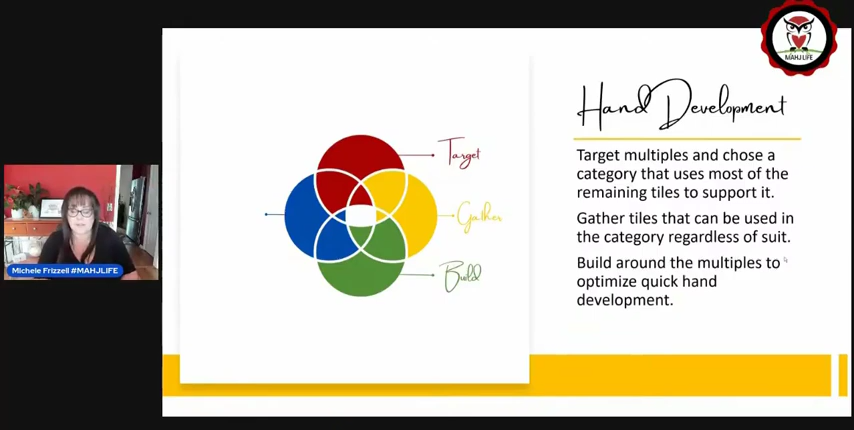 MAHJ LIFE
Hand Development
Target
Gather
Build
Target multiples and chose a
category that uses most of the
remaining tiles to support it.
Gather tiles that can be used in
the category regardless of suit.
Build around the multiples to
optimize quick hand
development.
Michele Frizzell #MAHJLIFE